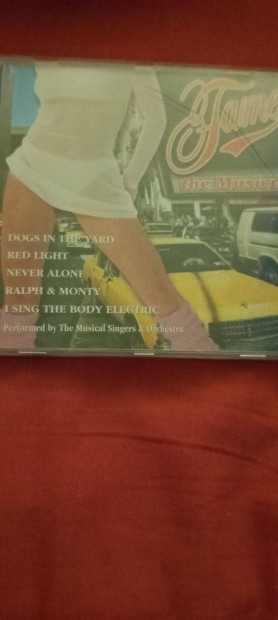 Fame
the Musical
DOGS IN THE YARD
RED LIGHT
NEVER ALONE
RALPH & MONTY
I SING THE BODY ELECTRIC
Performed by The Musical Singers & Orchestra